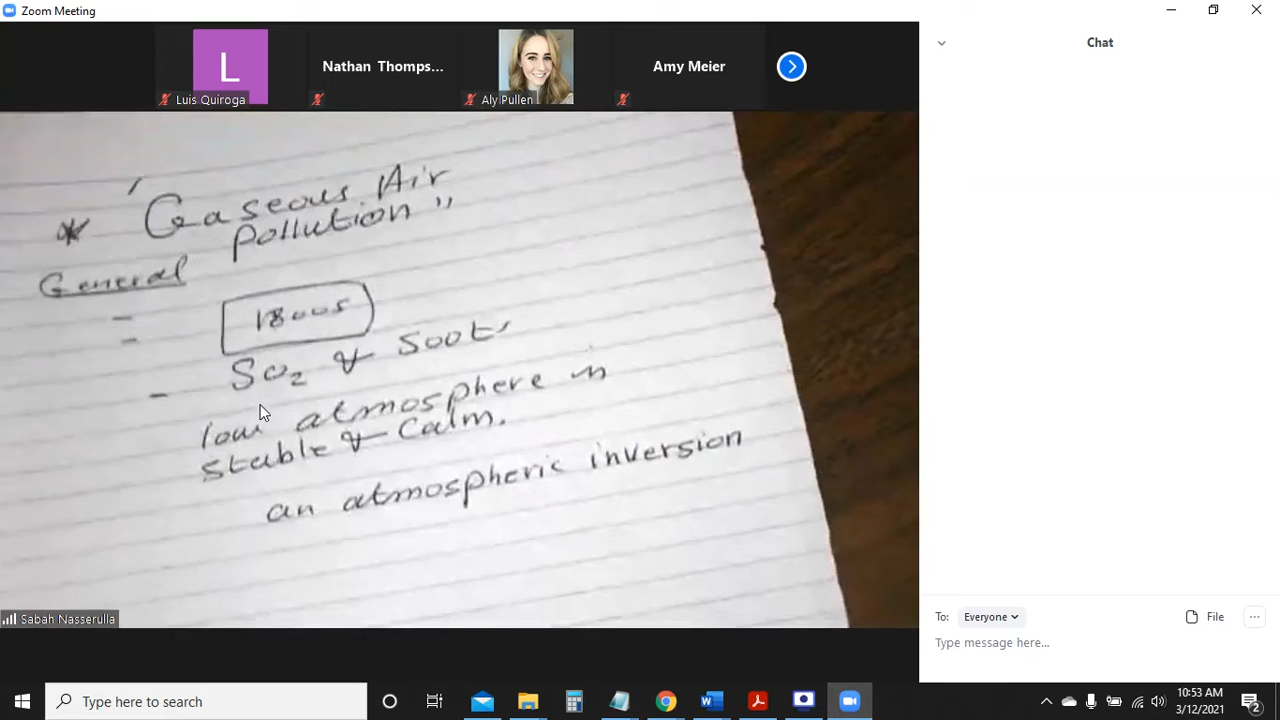 Zoom Meeting
L
Luis Quiroga
Nathan Thomps...
Aly Pullen
Amy Meier
Chat
* "Gaseous Air
Pollution"
General
-
- 1800s
- SO2 & Soot
low atmosphere is
stable & Calm.
an atmospheric inversion
Sabah Nasserulla
To: Everyone
File
...
Type message here...
Type here to search
10:53 AM
3/12/2021
2